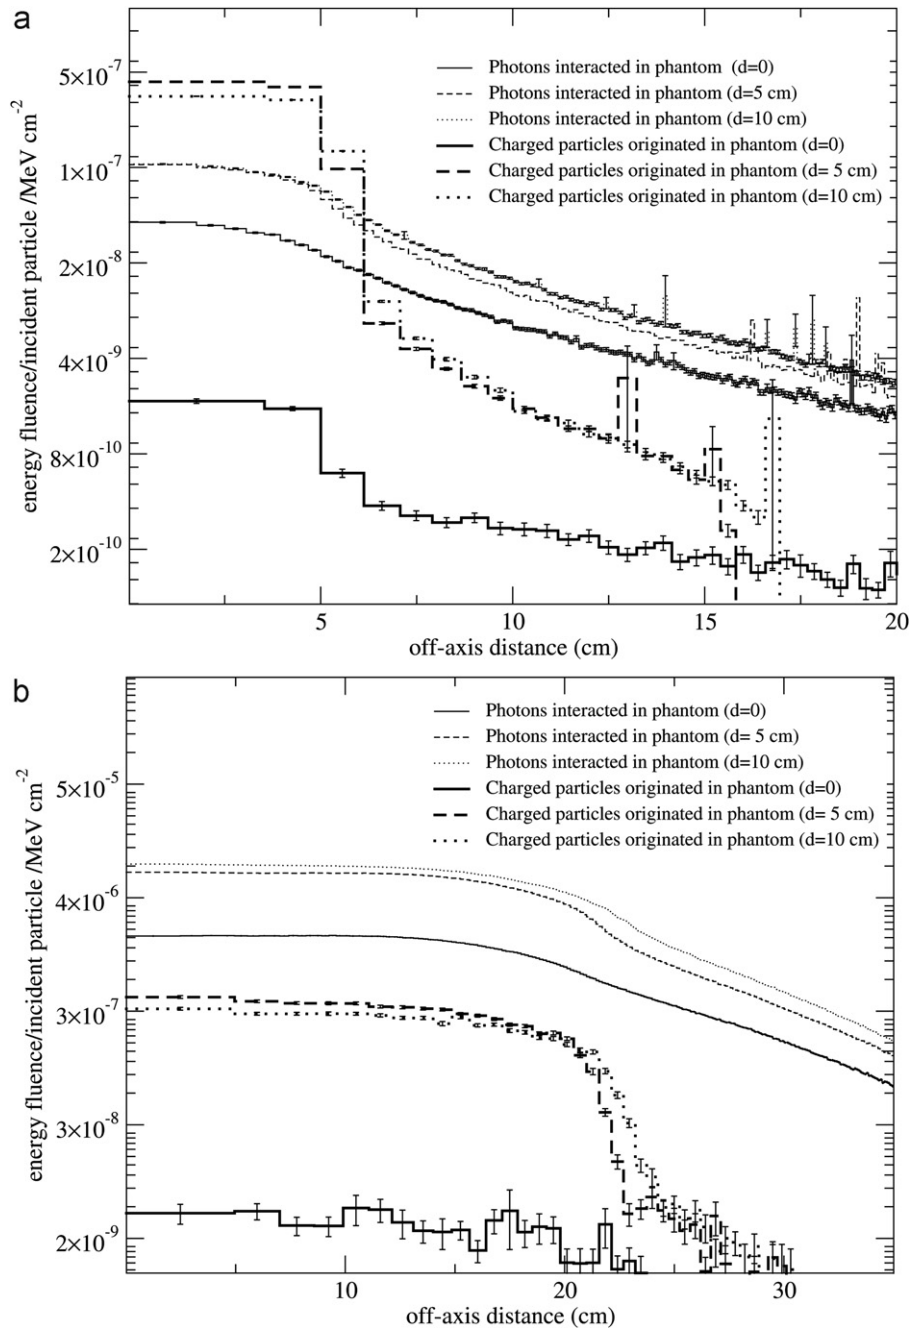 a
energy fluence/incident particle /MeV cm-2
5×10-7
1×10-7
2×10-8
4×10-9
8×10-10
2×10-10
Photons interacted in phantom (d=0)
Photons interacted in phantom (d=5 cm)
Photons interacted in phantom (d=10 cm)
Charged particles originated in phantom (d=0)
Charged particles originated in phantom (d= 5 cm)
Charged particles originated in phantom (d=10 cm)
5 10 15 20
off-axis distance (cm)
b
energy fluence/incident particle /MeV cm-2
5×10-5
4×10-6
3×10-7
3×10-8
2×10-9
Photons interacted in phantom (d=0)
Photons interacted in phantom (d= 5 cm)
Photons interacted in phantom (d=10 cm)
Charged particles originated in phantom (d=0)
Charged particles originated in phantom (d= 5 cm)
Charged particles originated in phantom (d=10 cm)
10 20 30
off-axis distance (cm)